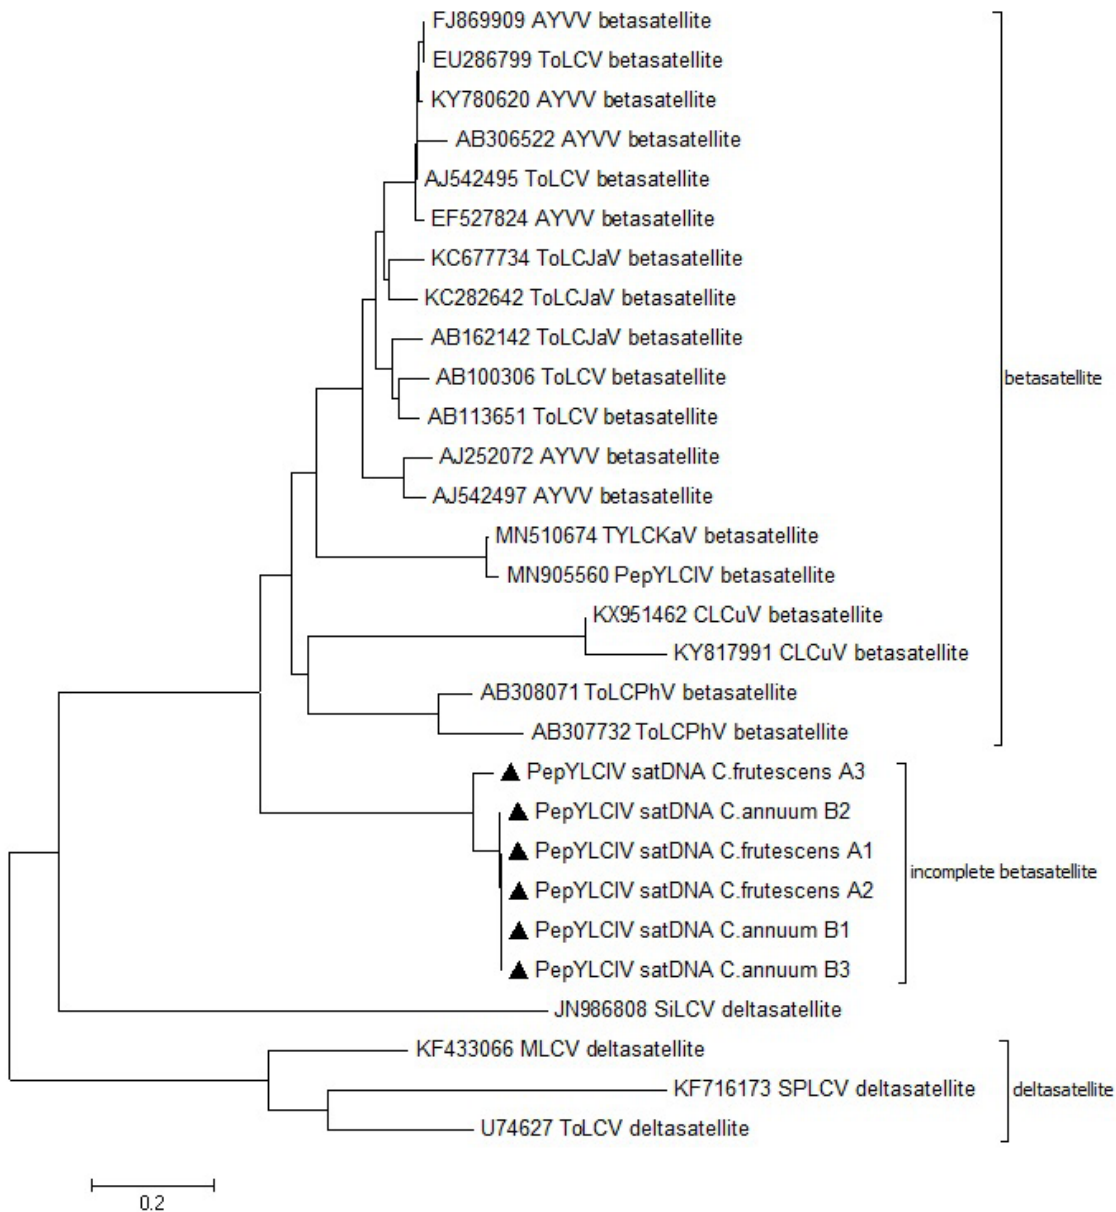 FJ869909 AYVV betasatellite
EU286799 ToLCV betasatellite
KY780620 AYVV betasatellite
AB306522 AYVV betasatellite
AJ542495 ToLCV betasatellite
EF527824 AYVV betasatellite
KC677734 ToLCJaV betasatellite
KC282642 ToLCJaV betasatellite
AB162142 ToLCJaV betasatellite
AB100306 ToLCV betasatellite
betasatellite
AB113651 ToLCV betasatellite
AJ252072 AYVV betasatellite
AJ542497 AYVV betasatellite
MN510674 TYLCKaV betasatellite
MN905560 PepYLCIV betasatellite
KX951462 CLCuV betasatellite
KY817991 CLCuV betasatellite
AB308071 ToLCPhV betasatellite
AB307732 ToLCPhV betasatellite
PepYLCIV satDNA C.frutescens A3
PepYLCIV satDNA C.annuum B2
PepYLCIV satDNA C.frutescens A1
incomplete betasatellite
PepYLCIV satDNA C.frutescens A2
PepYLCIV satDNA C.annuum B1
PepYLCIV satDNA C.annuum B3
JN986808 SiLCV deltasatellite
KF433066 MLCV deltasatellite
KF716173 SPLCV deltasatellite
deltasatellite
U74627 ToLCV deltasatellite
0.2